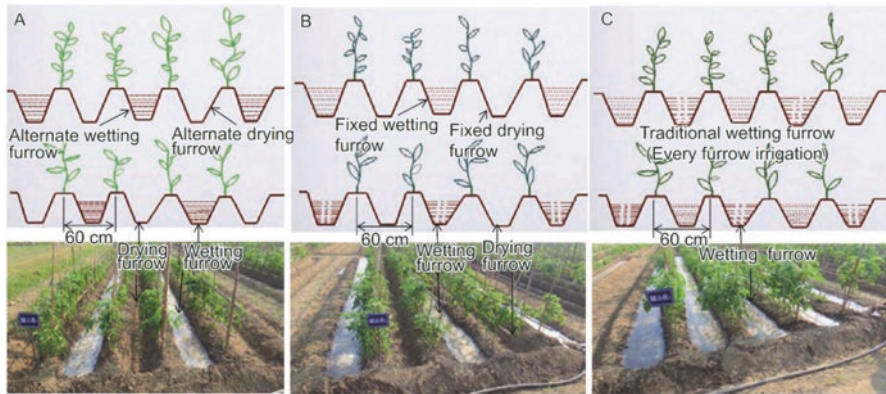 A
Alternate wetting
furrow
Alternate drying
furrow
60 cm
Drying
furrow
Wetting
furrow
B
Fixed wetting
furrow
Fixed drying
furrow
60 cm
Wetting
furrow
Drying
furrow
C
Traditional wetting furrow
(Every furrow irrigation)
60 cm
Wetting furrow